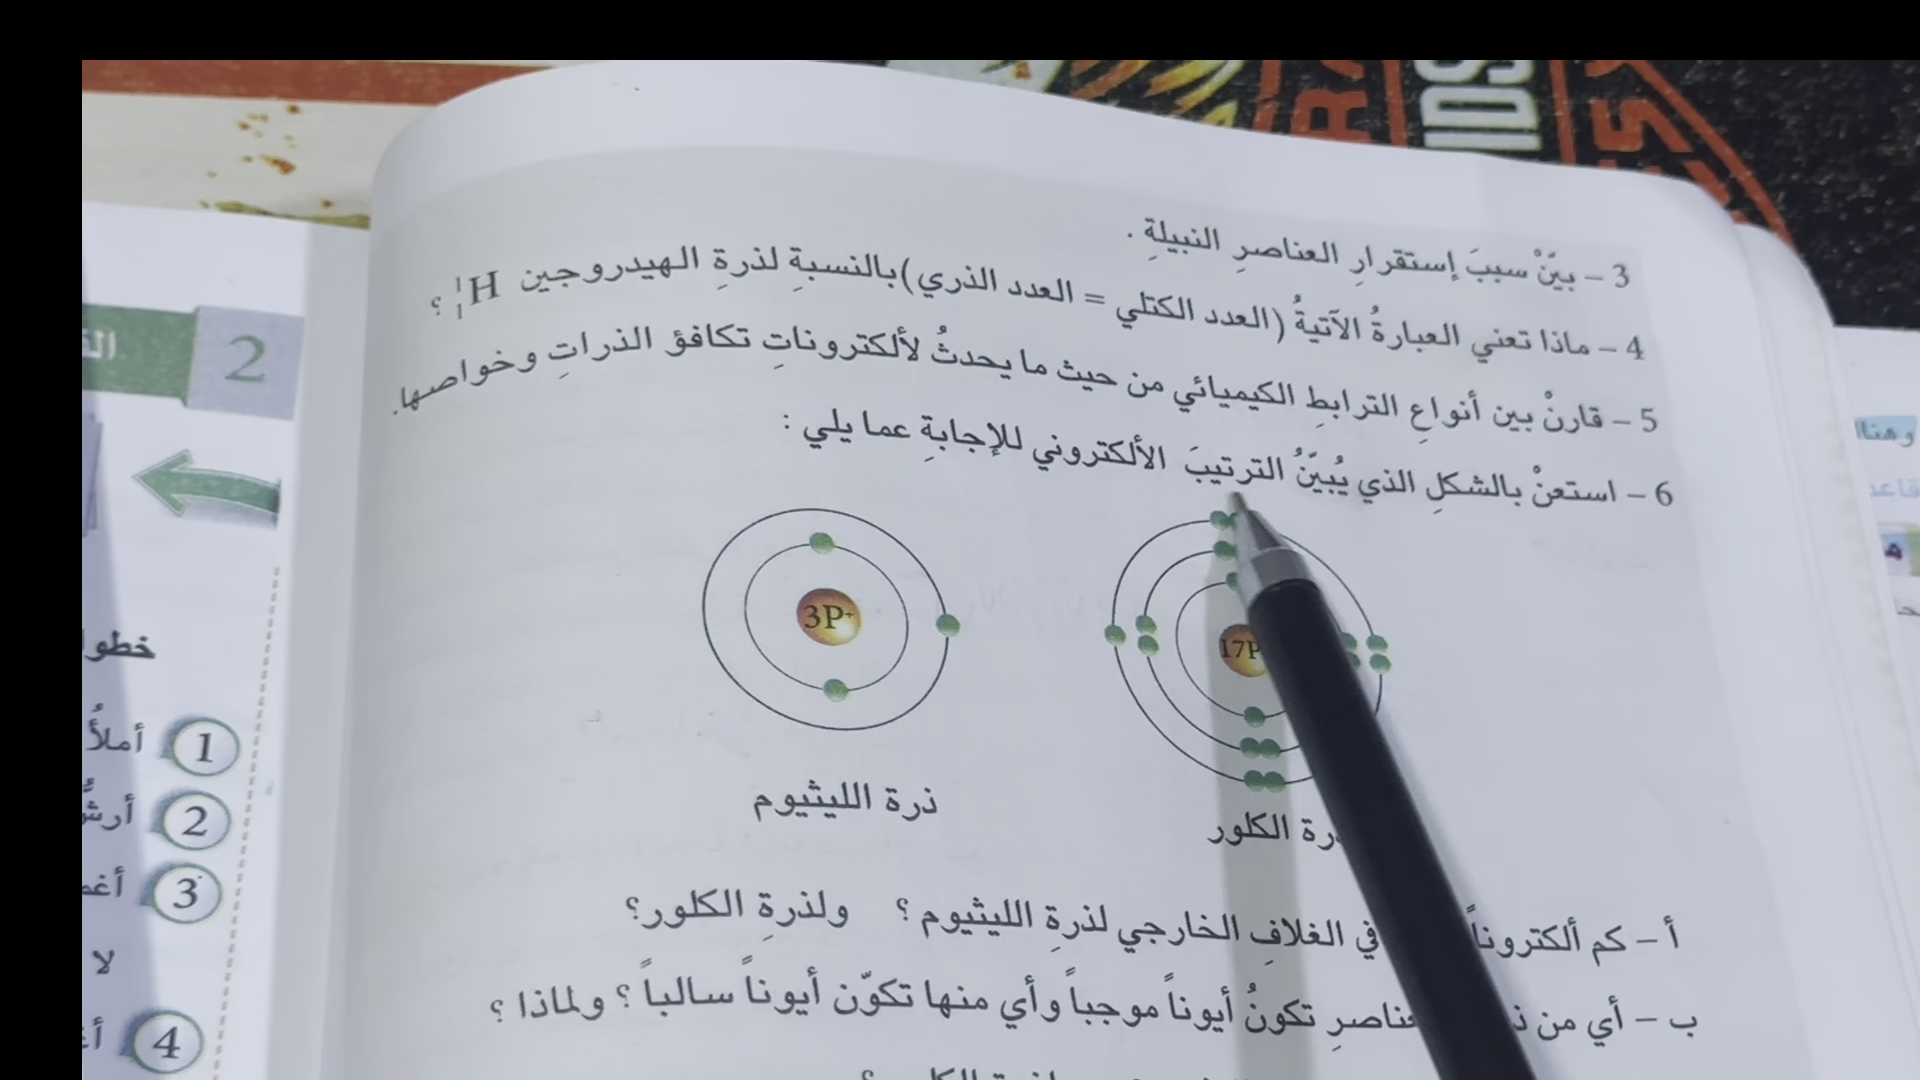 3 – بيّنْ سببَ إستقرارِ العناصرِ النبيلةِ .
4 – ماذا تعني العبارةُ الآتيةُ (العدد الكتلي = العدد الذري) بالنسبةِ لذرةِ الهيدروجين ¹₁H ؟
5 – قارنْ بين أنواعِ الترابطِ الكيميائي من حيث ما يحدثُ لألكتروناتِ تكافؤ الذراتِ وخواصها.
6 – استعنْ بالشكلِ الذي يُبيّنُ الترتيبَ الألكتروني للإجابةِ عما يلي :
3P⁺
17P
ذرة الليثيوم
الكلور
أ – كم ألكتروناً في الغلافِ الخارجي لذرةِ الليثيوم ؟ ولذرةِ الكلور؟
ب – أي من تكونُ أيوناً موجباً وأي منها تكوّن أيوناً سالباً ؟ ولماذا ؟
2
1
2
3
لا
4